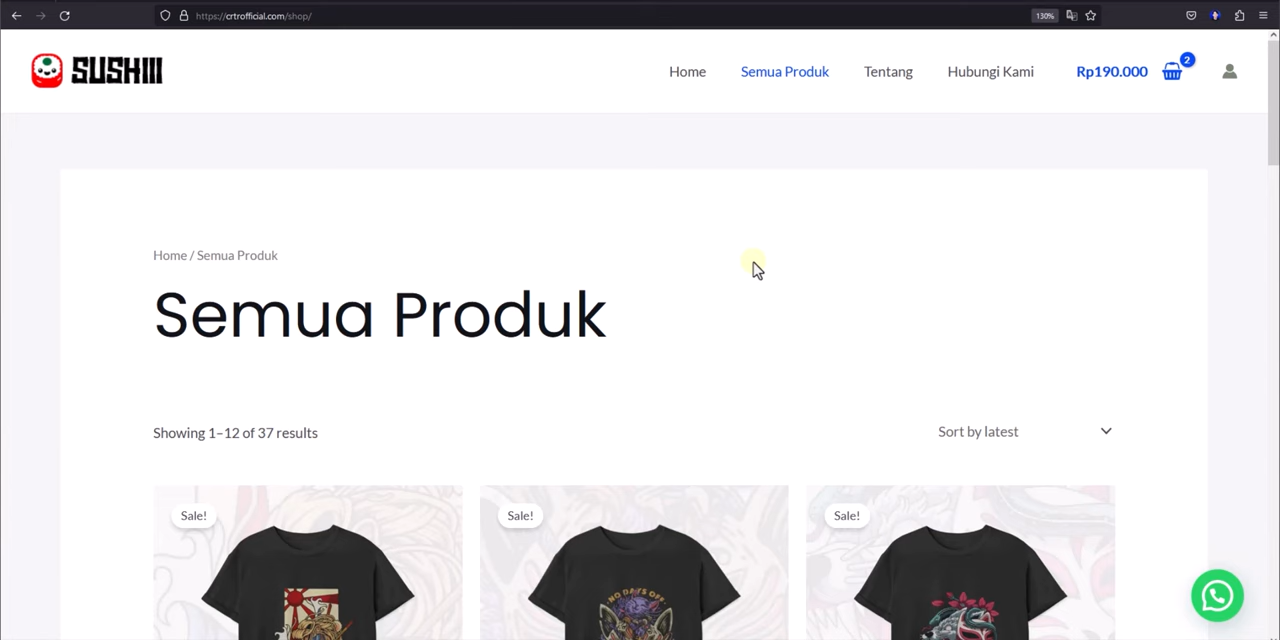 https://crtrofficial.com/shop/
130%
SUSHIII
Home
Semua Produk
Tentang
Hubungi Kami
Rp190.000
2
Home / Semua Produk
Semua Produk
Showing 1–12 of 37 results
Sort by latest
Sale!
Sale!
Sale!
NO DAYS OFF